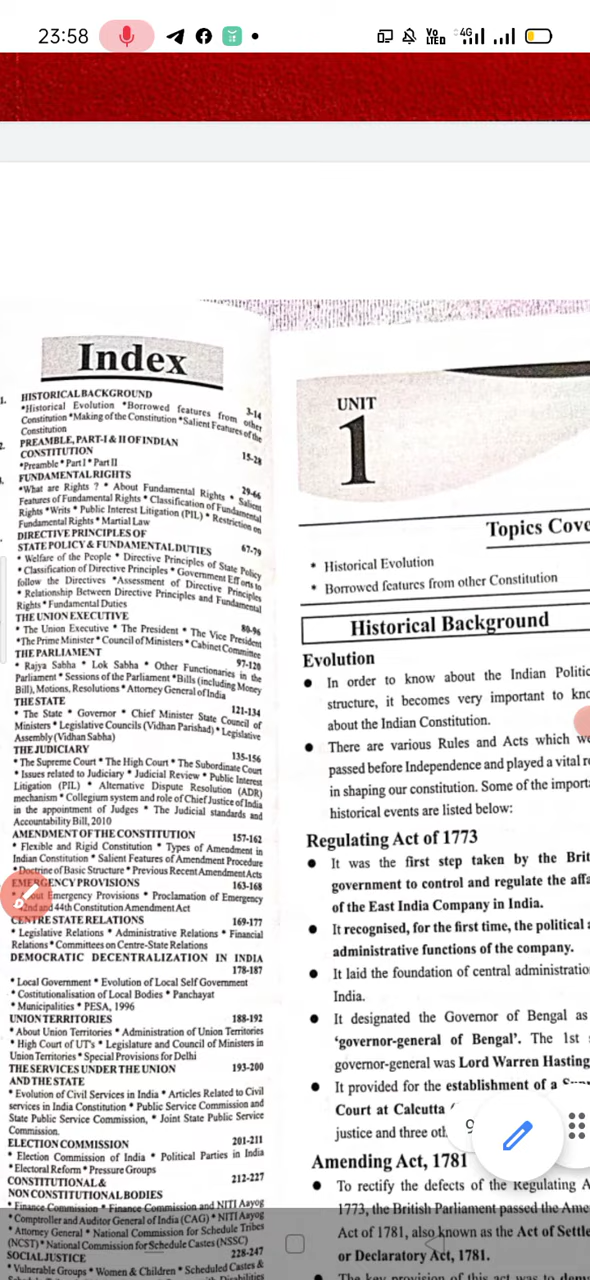 23:58
Vo
LTED
4G
Index
1. HISTORICAL BACKGROUND
3-14
*Historical Evolution *Borrowed features from other
Constitution *Making of the Constitution *Salient Features of the
Constitution
2. PREAMBLE, PART-I & II OF INDIAN
CONSTITUTION
15-28
*Preamble * Part I * Part II
FUNDAMENTAL RIGHTS
29-66
*What are Rights ? * About Fundamental Rights * Salient
Features of Fundamental Rights * Classification of Fundamental
Rights *Writs * Public Interest Litigation (PIL) * Restriction on
Fundamental Rights * Martial Law
DIRECTIVE PRINCIPLES OF
STATE POLICY & FUNDAMENTAL DUTIES 67-79
* Welfare of the People * Directive Principles of State Policy
* Classification of Directive Principles * Government Efforts to
follow the Directives *Assessment of Directive Principles
* Relationship Between Directive Principles and Fundamental
Rights * Fundamental Duties
THE UNION EXECUTIVE 80-96
* The Union Executive * The President * The Vice President
*The Prime Minister * Council of Ministers * Cabinet Committee
THE PARLIAMENT 97-120
* Rajya Sabha * Lok Sabha * Other Functionaries in the
Parliament * Sessions of the Parliament *Bills (including Money
Bill), Motions, Resolutions * Attorney General of India
THE STATE 121-134
* The State * Governor * Chief Minister State Council of
Ministers * Legislative Councils (Vidhan Parishad) * Legislative
Assembly (Vidhan Sabha)
THE JUDICIARY 135-156
* The Supreme Court * The High Court * The Subordinate Court
* Issues related to Judiciary * Judicial Review * Public Interest
Litigation (PIL) * Alternative Dispute Resolution (ADR)
mechanism * Collegium system and role of Chief Justice of India
in the appointment of Judges * The Judicial standards and
Accountability Bill, 2010
AMENDMENT OF THE CONSTITUTION 157-162
* Flexible and Rigid Constitution * Types of Amendment in
Indian Constitution * Salient Features of Amendment Procedure
*Doctrine of Basic Structure * Previous Recent Amendment Acts
EMERGENCY PROVISIONS 163-168
Emergency Provisions * Proclamation of Emergency
and 44th Constitution Amendment Act
CENTRE STATE RELATIONS 169-177
* Legislative Relations * Administrative Relations * Financial
Relations * Committees on Centre-State Relations
DEMOCRATIC DECENTRALIZATION IN INDIA
178-187
* Local Government * Evolution of Local Self Government
* Costitutionalisation of Local Bodies * Panchayat
* Municipalities * PESA, 1996
UNION TERRITORIES 188-192
* About Union Territories * Administration of Union Territories
* High Court of UT's * Legislature and Council of Ministers in
Union Territories * Special Provisions for Delhi
THE SERVICES UNDER THE UNION 193-200
AND THE STATE
* Evolution of Civil Services in India * Articles Related to Civil
services in India Constitution * Public Service Commission and
State Public Service Commission, * Joint State Public Service
Commission.
ELECTION COMMISSION 201-211
* Election Commission of India * Political Parties in India
*Electoral Reform * Pressure Groups
CONSTITUTIONAL & 212-227
NON CONSTITUTIONAL BODIES
* Finance Commission * Finance Commission and NITI Aayog
* Comptroller and Auditor General of India (CAG) * NITI Aayog
* Attorney General * National Commission for Schedule Tribes
(NCST) * National Commission for Schedule Castes (NSSC)
SOCIAL JUSTICE 228-247
* Vulnerable Groups * Women & Children * Scheduled Castes &
UNIT
1
Topics Cove
* Historical Evolution
* Borrowed features from other Constitution
Historical Background
Evolution
● In order to know about the Indian Politic
structure, it becomes very important to kno
about the Indian Constitution.
● There are various Rules and Acts which we
passed before Independence and played a vital r
in shaping our constitution. Some of the importa
historical events are listed below:
Regulating Act of 1773
● It was the first step taken by the Brit
government to control and regulate the affa
of the East India Company in India.
● It recognised, for the first time, the political a
administrative functions of the company.
● It laid the foundation of central administratio
India.
● It designated the Governor of Bengal as
'governor-general of Bengal'. The 1st
governor-general was Lord Warren Hasting
● It provided for the establishment of a
Court at Calcutta
justice and three oth
9
Amending Act, 1781
● To rectify the defects of the Regulating A
1773, the British Parliament passed the Ame
Act of 1781, also known as the Act of Settle
or Declaratory Act, 1781.
● The key provision of this act was to